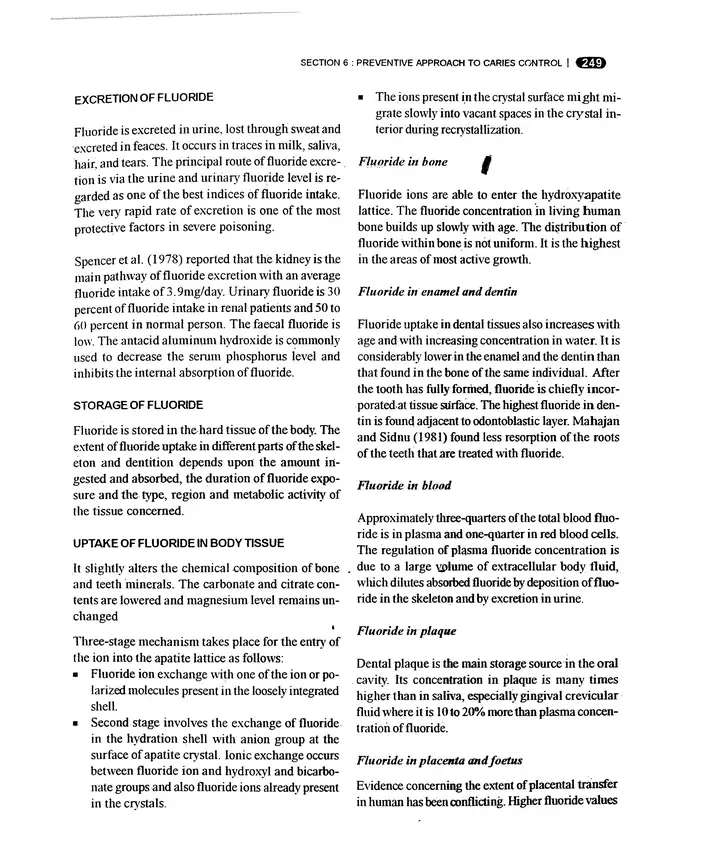 SECTION 6 : PREVENTIVE APPROACH TO CARIES CONTROL | 249
EXCRETION OF FLUORIDE
Fluoride is excreted in urine, lost through sweat and
excreted in feaces. It occurs in traces in milk, saliva,
hair, and tears. The principal route of fluoride excre-
tion is via the urine and urinary fluoride level is re-
garded as one of the best indices of fluoride intake.
The very rapid rate of excretion is one of the most
protective factors in severe poisoning.
Spencer et al. (1978) reported that the kidney is the
main pathway of fluoride excretion with an average
fluoride intake of 3.9mg/day. Urinary fluoride is 30
percent of fluoride intake in renal patients and 50 to
60 percent in normal person. The faecal fluoride is
low. The antacid aluminum hydroxide is commonly
used to decrease the serum phosphorus level and
inhibits the internal absorption of fluoride.
STORAGE OF FLUORIDE
Fluoride is stored in the hard tissue of the body. The
extent of fluoride uptake in different parts of the skel-
eton and dentition depends upon the amount in-
gested and absorbed, the duration of fluoride expo-
sure and the type, region and metabolic activity of
the tissue concerned.
UPTAKE OF FLUORIDE IN BODY TISSUE
It slightly alters the chemical composition of bone
and teeth minerals. The carbonate and citrate con-
tents are lowered and magnesium level remains un-
changed
Three-stage mechanism takes place for the entry of
the ion into the apatite lattice as follows:
■ Fluoride ion exchange with one of the ion or po-
larized molecules present in the loosely integrated
shell.
■ Second stage involves the exchange of fluoride
in the hydration shell with anion group at the
surface of apatite crystal. Ionic exchange occurs
between fluoride ion and hydroxyl and bicarbo-
nate groups and also fluoride ions already present
in the crystals.
■ The ions present in the crystal surface might mi-
grate slowly into vacant spaces in the crystal in-
terior during recrystallization.
Fluoride in bone
Fluoride ions are able to enter the hydroxyapatite
lattice. The fluoride concentration in living human
bone builds up slowly with age. The distribution of
fluoride within bone is not uniform. It is the highest
in the areas of most active growth.
Fluoride in enamel and dentin
Fluoride uptake in dental tissues also increases with
age and with increasing concentration in water. It is
considerably lower in the enamel and the dentin than
that found in the bone of the same individual. After
the tooth has fully formed, fluoride is chiefly incor-
porated at tissue surface. The highest fluoride in den-
tin is found adjacent to odontoblastic layer. Mahajan
and Sidnu (1981) found less resorption of the roots
of the teeth that are treated with fluoride.
Fluoride in blood
Approximately three-quarters of the total blood fluo-
ride is in plasma and one-quarter in red blood cells.
The regulation of plasma fluoride concentration is
due to a large volume of extracellular body fluid,
which dilutes absorbed fluoride by deposition of fluo-
ride in the skeleton and by excretion in urine.
Fluoride in plaque
Dental plaque is the main storage source in the oral
cavity. Its concentration in plaque is many times
higher than in saliva, especially gingival crevicular
fluid where it is 10 to 20% more than plasma concen-
tration of fluoride.
Fluoride in placenta and foetus
Evidence concerning the extent of placental transfer
in human has been conflicting. Higher fluoride values